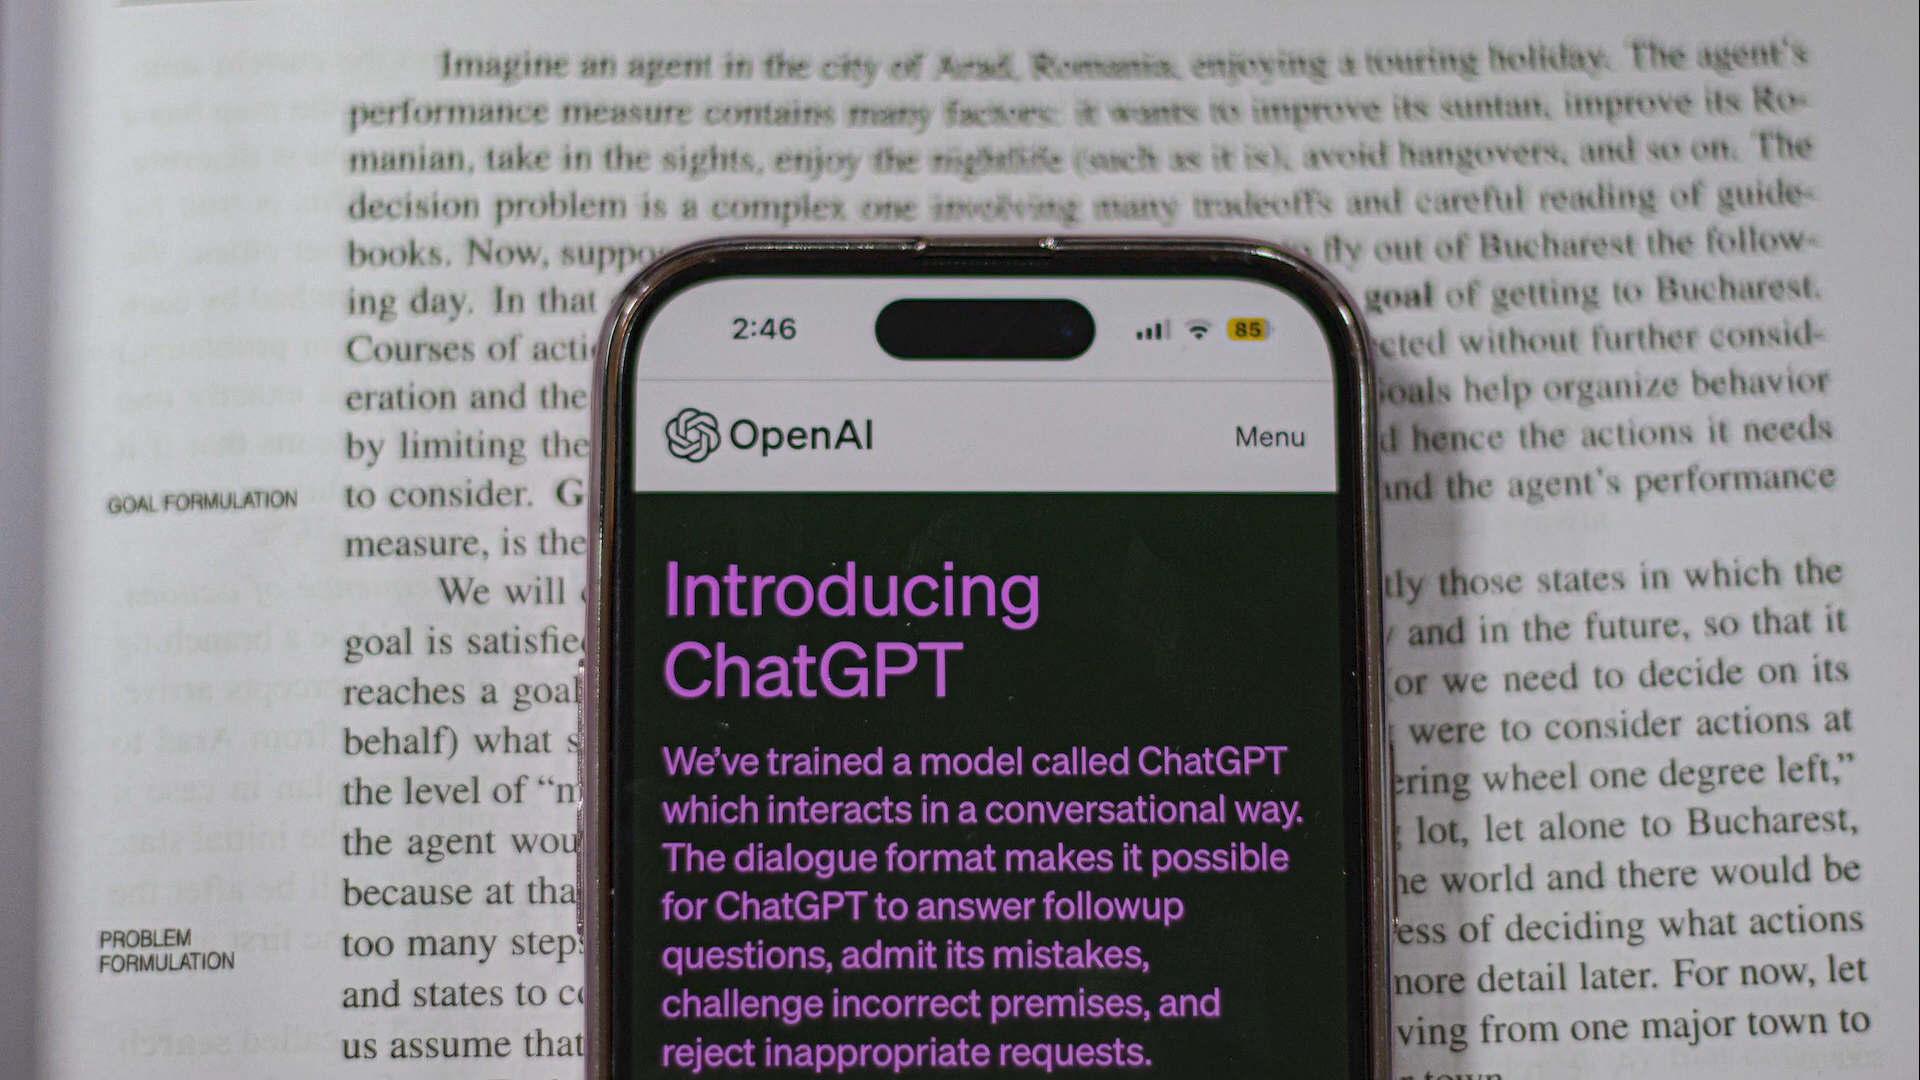 Imagine an agent in the city of Arad, Romania, enjoying a touring holiday. The agent's
performance measure contains many factors: it wants to improve its suntan, improve its Ro-
manian, take in the sights, enjoy the nightlife (such as it is), avoid hangovers, and so on. The
decision problem is a complex one involving many tradeoffs and careful reading of guide-
books. Now, suppo
to fly out of Bucharest the follow-
ing day. In that
goal of getting to Bucharest.
Courses of acti
cted without further consid-
eration and the
goals help organize behavior
by limiting the
d hence the actions it needs
GOAL FORMULATION
to consider. G
and the agent's performance
measure, is the
We will
tly those states in which the
goal is satisfie
and in the future, so that it
reaches a goal
or we need to decide on its
behalf) what s
were to consider actions at
the level of “m
ering wheel one degree left,”
the agent wou
lot, let alone to Bucharest,
because at tha
he world and there would be
PROBLEM
FORMULATION
too many steps
ess of deciding what actions
and states to co
more detail later. For now, let
us assume that
ving from one major town to
town.
2:46
85
OpenAI
Menu
Introducing
ChatGPT
We’ve trained a model called ChatGPT
which interacts in a conversational way.
The dialogue format makes it possible
for ChatGPT to answer followup
questions, admit its mistakes,
challenge incorrect premises, and
reject inappropriate requests.